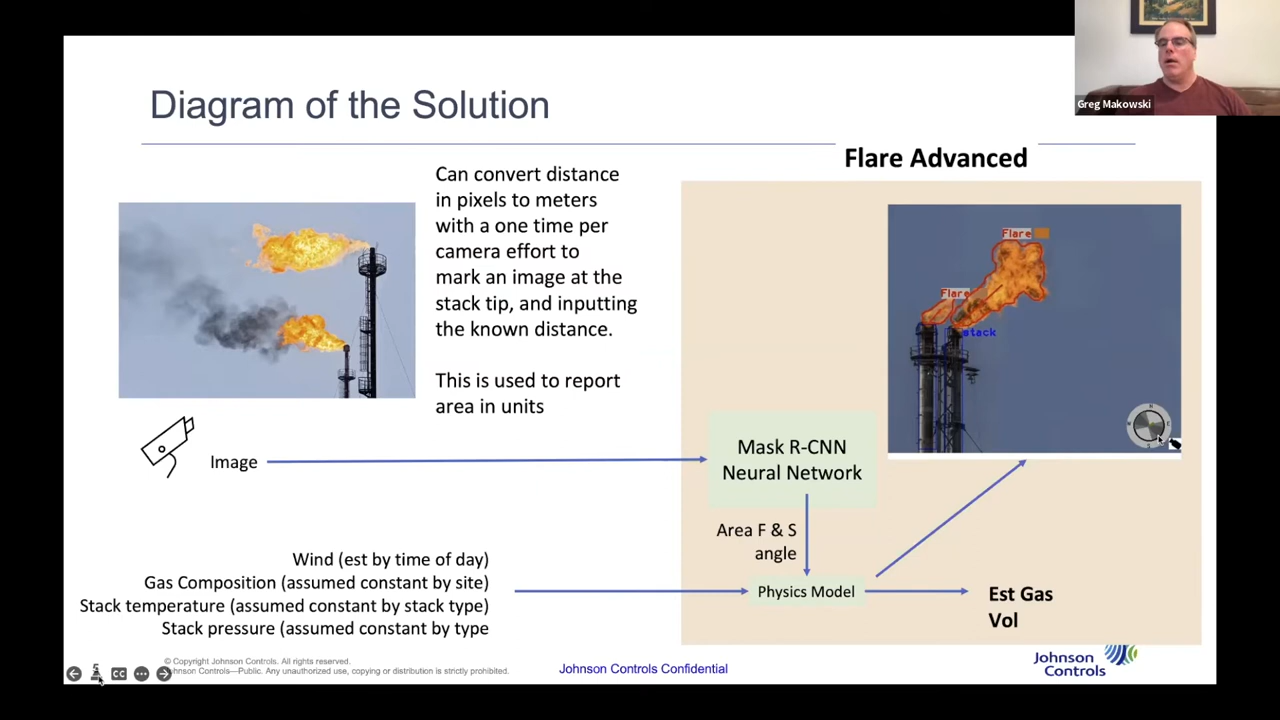 Greg Makowski
Diagram of the Solution
Flare Advanced
Can convert distance
in pixels to meters
with a one time per
camera effort to
mark an image at the
stack tip, and inputting
the known distance.
This is used to report
area in units
Flare
Flare
stack
N
W
E
S
Image
Mask R-CNN
Neural Network
Area F & S
angle
Wind (est by time of day)
Gas Composition (assumed constant by site)
Stack temperature (assumed constant by stack type)
Stack pressure (assumed constant by type
Physics Model
Est Gas
Vol
© Copyright Johnson Controls. All rights reserved.
Johnson Controls—Public. Any unauthorized use, copying or distribution is strictly prohibited.
Johnson Controls Confidential
Johnson
Controls
CC